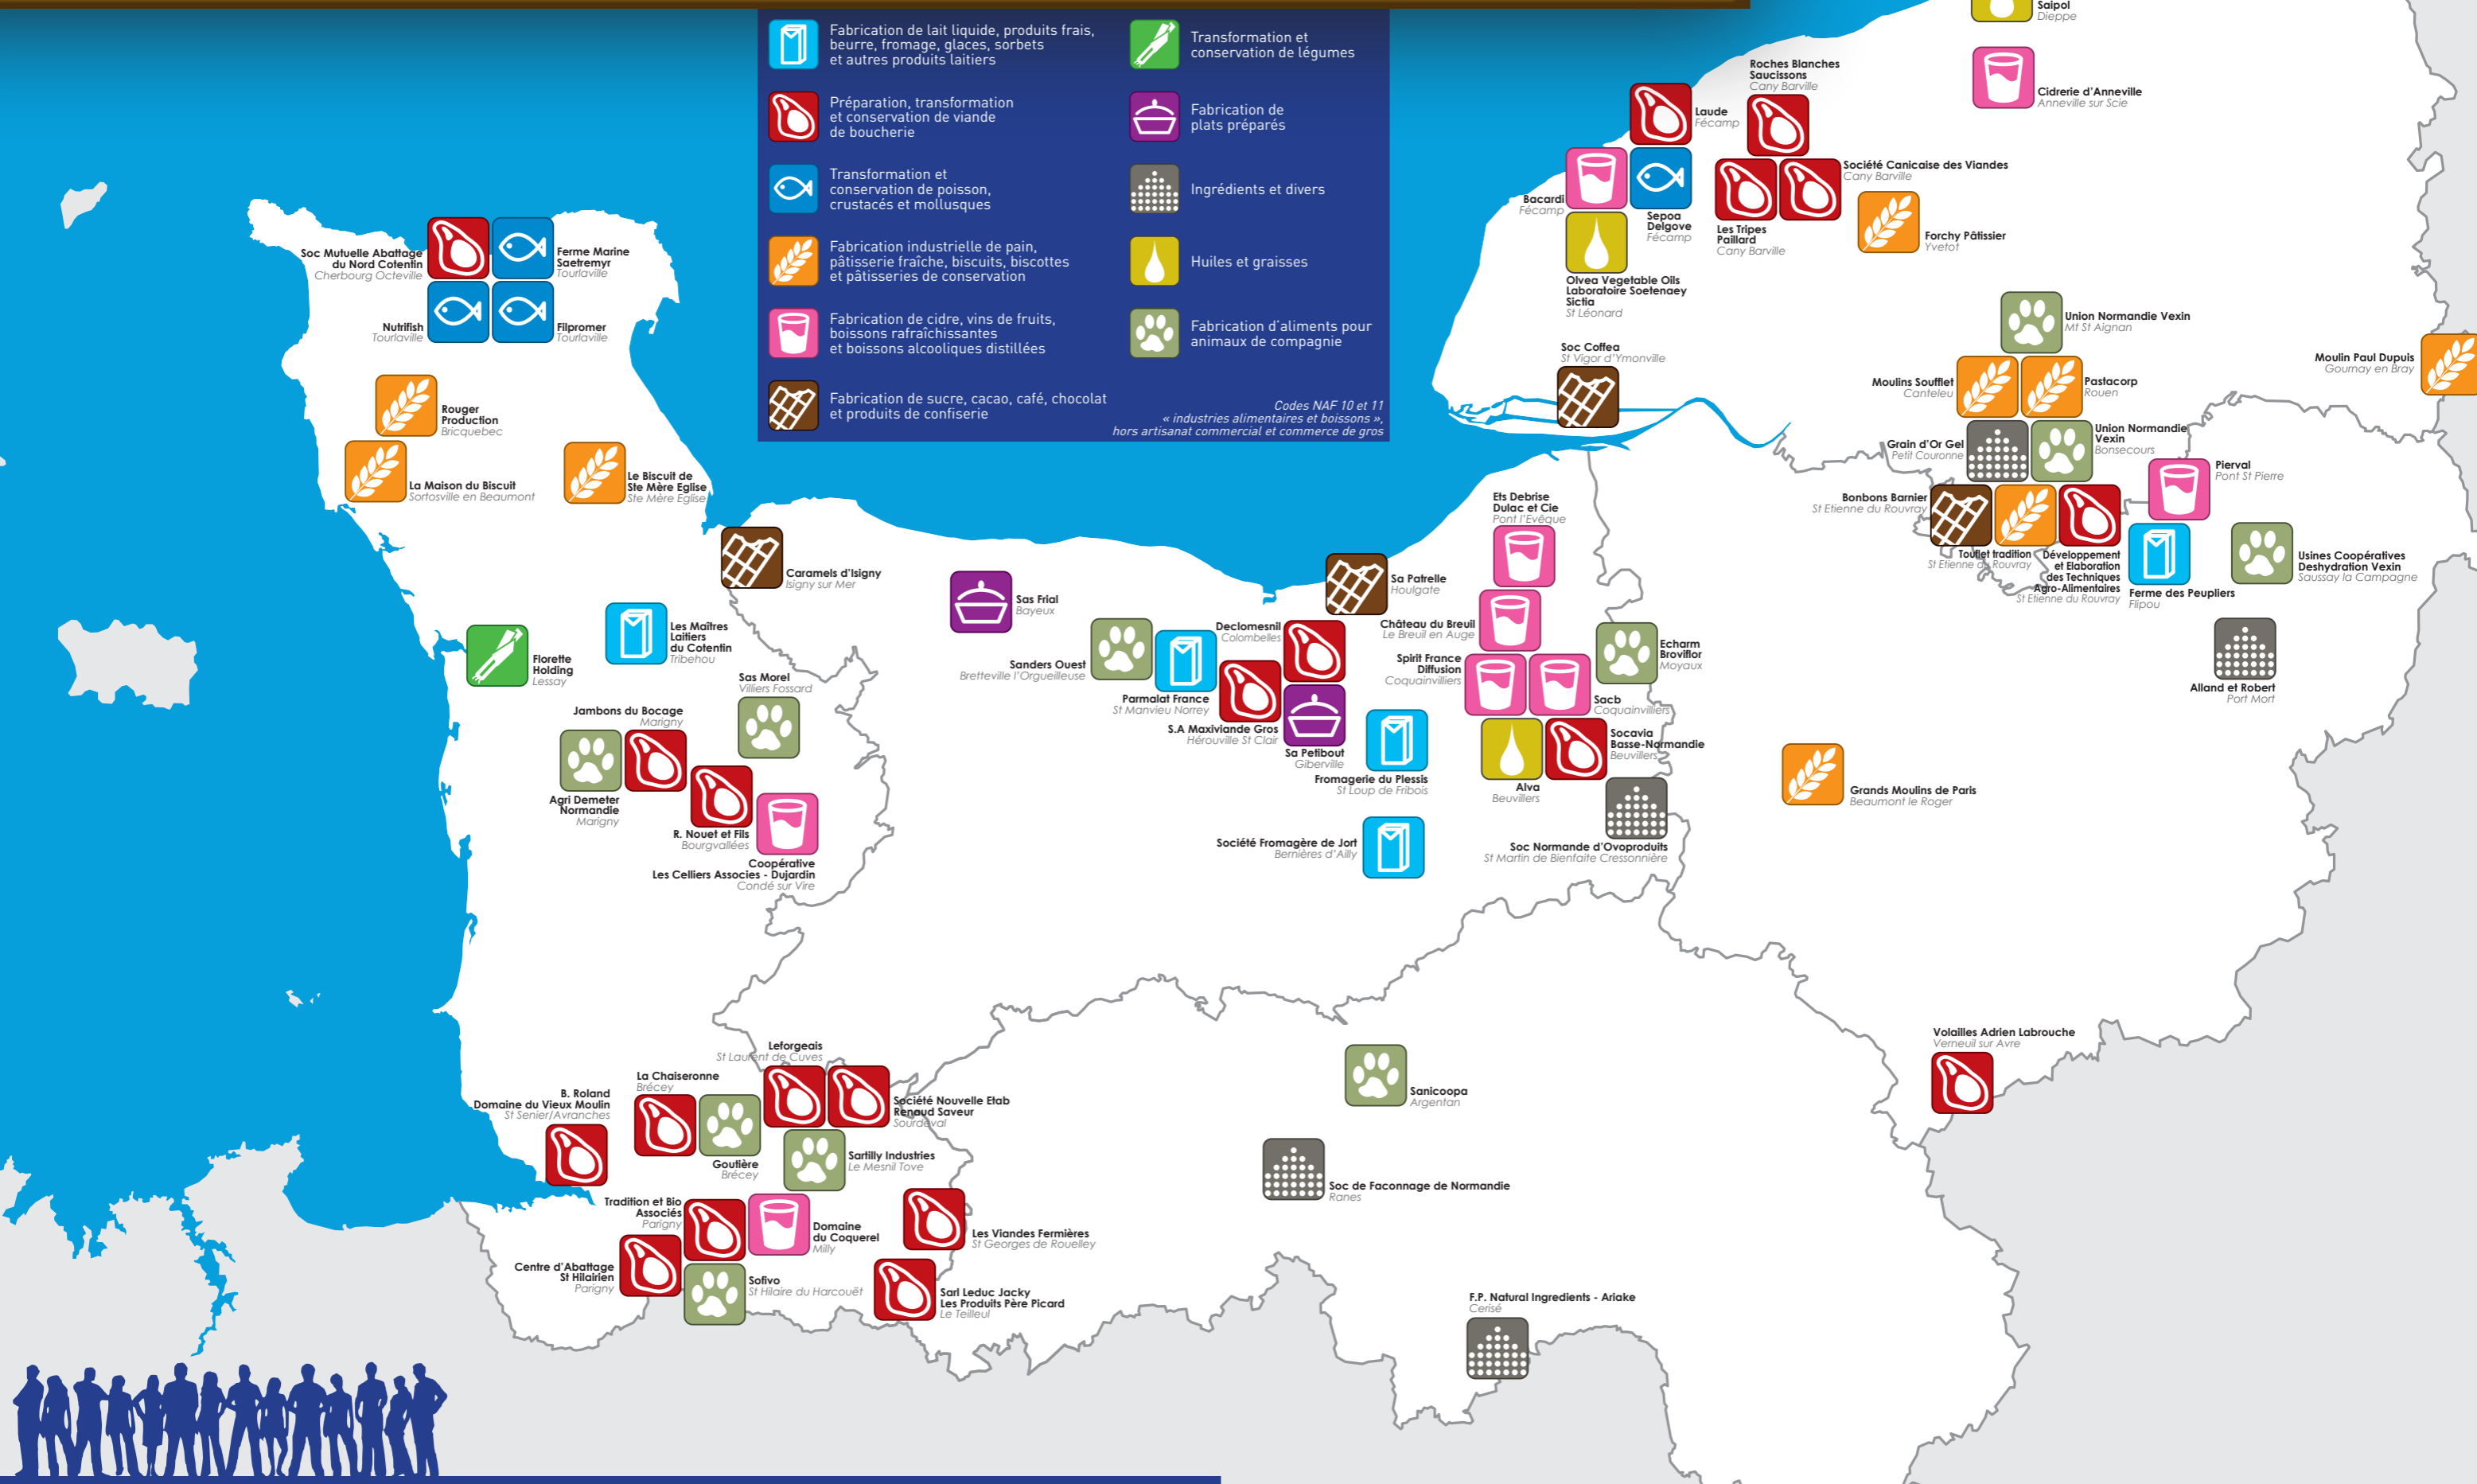 Fabrication de lait liquide, produits frais,
beurre, fromage, glaces, sorbets
et autres produits laitiers
Préparation, transformation
et conservation de viande
de boucherie
Transformation et
conservation de poisson,
crustacés et mollusques
Fabrication industrielle de pain,
pâtisserie fraîche, biscuits, biscottes
et pâtisseries de conservation
Fabrication de cidre, vins de fruits,
boissons rafraîchissantes
et boissons alcooliques distillées
Fabrication de sucre, cacao, café, chocolat
et produits de confiserie
Transformation et
conservation de légumes
Fabrication de
plats préparés
Ingrédients et divers
Huiles et graisses
Fabrication d'aliments pour
animaux de compagnie
Codes NAF 10 et 11
« industries alimentaires et boissons »,
hors artisanat commercial et commerce de gros
Saipol
Dieppe
Cidrerie d'Anneville
Anneville sur Scie
Roches Blanches
Saucissons
Cany Barville
Laude
Fécamp
Société Canicaise des Viandes
Cany Barville
Bacardi
Fécamp
Sepoa
Delgove
Fécamp
Les Tripes
Paillard
Cany Barville
Forchy Pâtissier
Yvetot
Olvea Vegetable Oils
Laboratoire Soetenaey
Sictia
St Léonard
Soc Coffea
St Vigor d'Ymonville
Union Normandie Vexin
Mt St Aignan
Moulin Paul Dupuis
Gournay en Bray
Moulins Soufflet
Canteleu
Pastacorp
Rouen
Grain d'Or Gel
Petit Couronne
Union Normandie
Vexin
Bonsecours
Pierval
Pont St Pierre
Bonbons Barnier
St Etienne du Rouvray
Touflet tradition
St Etienne du Rouvray
Développement
et Elaboration
des Techniques
Agro-Alimentaires
St Etienne du Rouvray
Ferme des Peupliers
Flipou
Usines Coopératives
Deshydration Vexin
Saussay la Campagne
Alland et Robert
Port Mort
Grands Moulins de Paris
Beaumont le Roger
Volailles Adrien Labrouche
Verneuil sur Avre
Soc Mutuelle Abattage
du Nord Cotentin
Cherbourg Octeville
Ferme Marine
Saetremyr
Tourlaville
Nutrifish
Tourlaville
Filpromer
Tourlaville
Rouger
Production
Bricquebec
La Maison du Biscuit
Sortosville en Beaumont
Le Biscuit de
Ste Mère Eglise
Ste Mère Eglise
Caramels d'Isigny
Isigny sur Mer
Les Maîtres
Laitiers
du Cotentin
Tribehou
Florette
Holding
Lessay
Sas Morel
Villiers Fossard
Jambons du Bocage
Marigny
Agri Demeter
Normandie
Marigny
R. Nouet et Fils
Bourgvallées
Coopérative
Les Celliers Associes - Dujardin
Condé sur Vire
Sas Frial
Bayeux
Sanders Ouest
Bretteville l'Orgueilleuse
Parmalat France
St Manvieu Norrey
Declomesnil
Colombelles
S.A Maxiviande Gros
Hérouville St Clair
Sa Petibout
Giberville
Sa Patrelle
Houlgate
Fromagerie du Plessis
St Loup de Fribois
Société Fromagère de Jort
Bernières d'Ailly
Ets Debrise
Dulac et Cie
Pont l'Evêque
Château du Breuil
Le Breuil en Auge
Spirit France
Diffusion
Coquainvilliers
Sacb
Coquainvilliers
Echarm
Broviflor
Moyaux
Alva
Beuvillers
Socavia
Basse-Normandie
Beuvillers
Soc Normande d'Ovoproduits
St Martin de Bienfaite Cressonnière
Leforgeais
St Laurent de Cuves
La Chaiseronne
Brécey
B. Roland
Domaine du Vieux Moulin
St Senier/Avranches
Société Nouvelle Etab
Renaud Saveur
Sourdeval
Goutière
Brécey
Sartilly Industries
Le Mesnil Tove
Tradition et Bio
Associés
Parigny
Domaine
du Coquerel
Milly
Centre d'Abattage
St Hilairien
Parigny
Sofivo
St Hilaire du Harcouët
Les Viandes Fermières
St Georges de Rouelley
Sarl Leduc Jacky
Les Produits Père Picard
Le Teilleul
Sanicoopa
Argentan
Soc de Faconnage de Normandie
Ranes
F.P. Natural Ingredients - Ariake
Cerisé